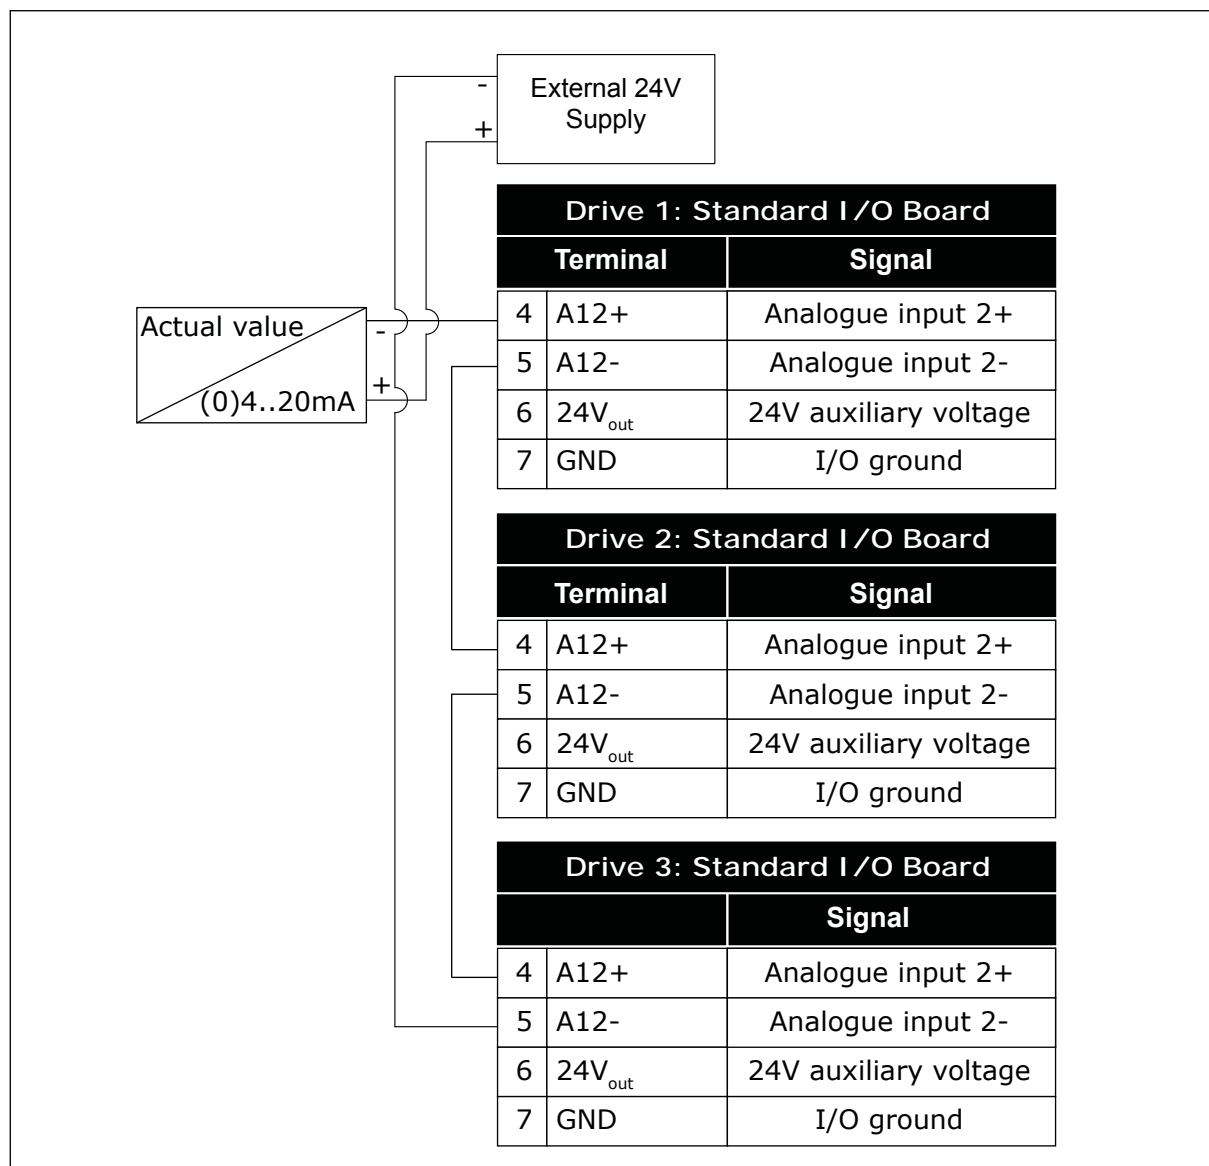 -
External 24V
Supply
+
Drive 1: Standard I/O Board
Terminal Signal
4 A12+ Analogue input 2+
5 A12- Analogue input 2-
6 24Vout 24V auxiliary voltage
7 GND I/O ground
Actual value
-
+
(0)4..20mA
Drive 2: Standard I/O Board
Terminal Signal
4 A12+ Analogue input 2+
5 A12- Analogue input 2-
6 24Vout 24V auxiliary voltage
7 GND I/O ground
Drive 3: Standard I/O Board
Signal
4 A12+ Analogue input 2+
5 A12- Analogue input 2-
6 24Vout 24V auxiliary voltage
7 GND I/O ground